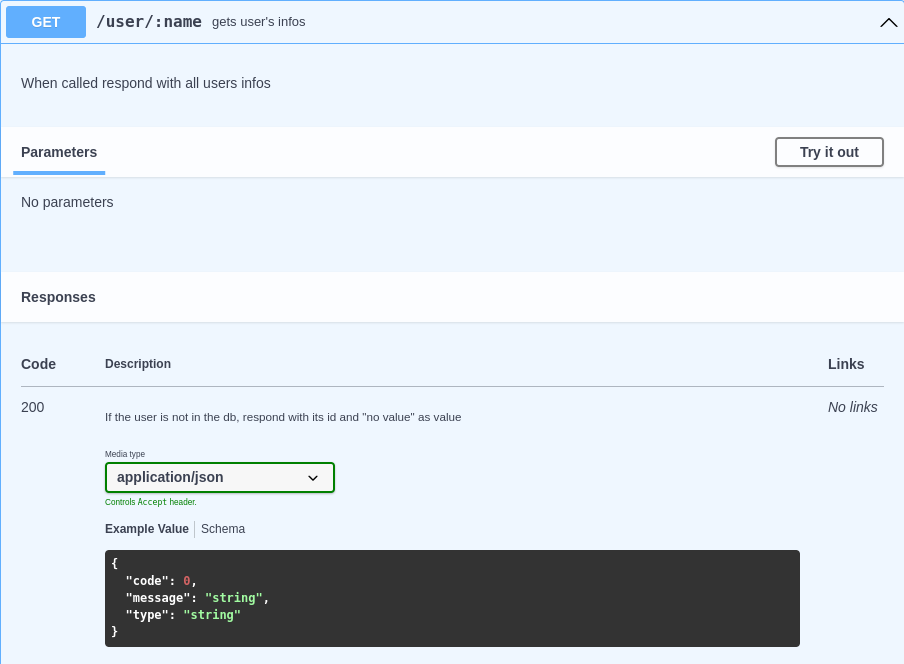 GET /user/:name gets user's infos
When called respond with all users infos
Parameters Try it out
No parameters
Responses
Code Description Links
200 If the user is not in the db, respond with its id and "no value" as value No links
Media type
application/json
Controls Accept header.
Example Value Schema
{
  "code": 0,
  "message": "string",
  "type": "string"
}